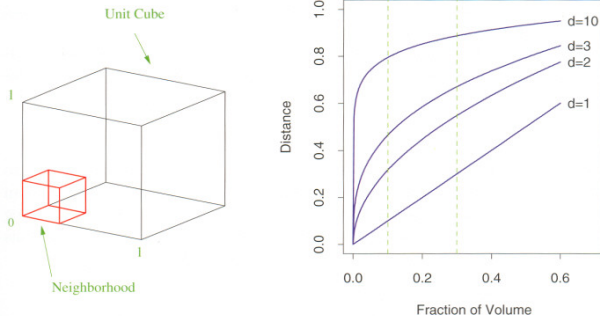 Unit Cube
1
0
1
Neighborhood
Distance
1.0
0.8
0.6
0.4
0.2
0.0
d=10
d=3
d=2
d=1
0.0 0.2 0.4 0.6
Fraction of Volume